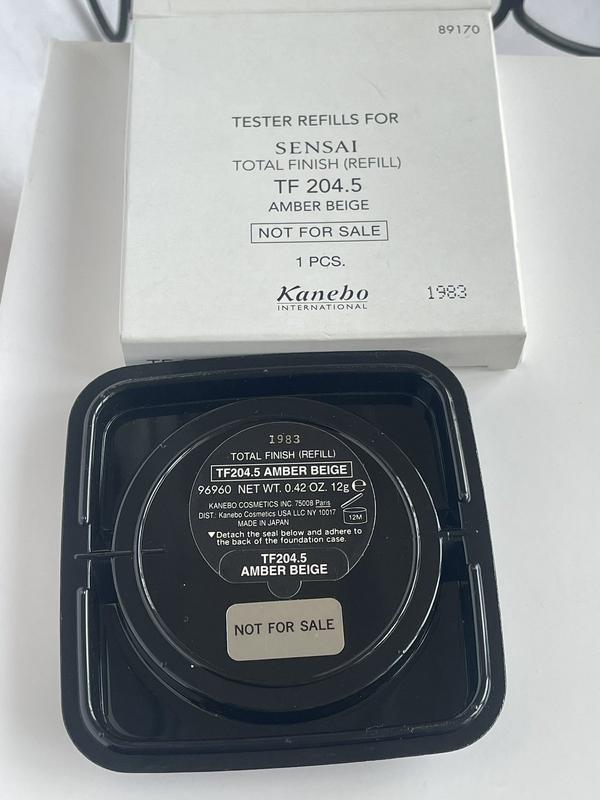 89170
TESTER REFILLS FOR
SENSAI
TOTAL FINISH (REFILL)
TF 204.5
AMBER BEIGE
NOT FOR SALE
1 PCS.
Kanebo
INTERNATIONAL
1983
1983
TOTAL FINISH (REFILL)
TF204.5 AMBER BEIGE
96960 NET WT. 0.42 OZ. 12g ℮
KANEBO COSMETICS INC. 75008 Paris
DIST.: Kanebo Cosmetics USA LLC NY 10017
MADE IN JAPAN
12M
▼Detach the seal below and adhere to
the back of the foundation case.
TF204.5
AMBER BEIGE
NOT FOR SALE